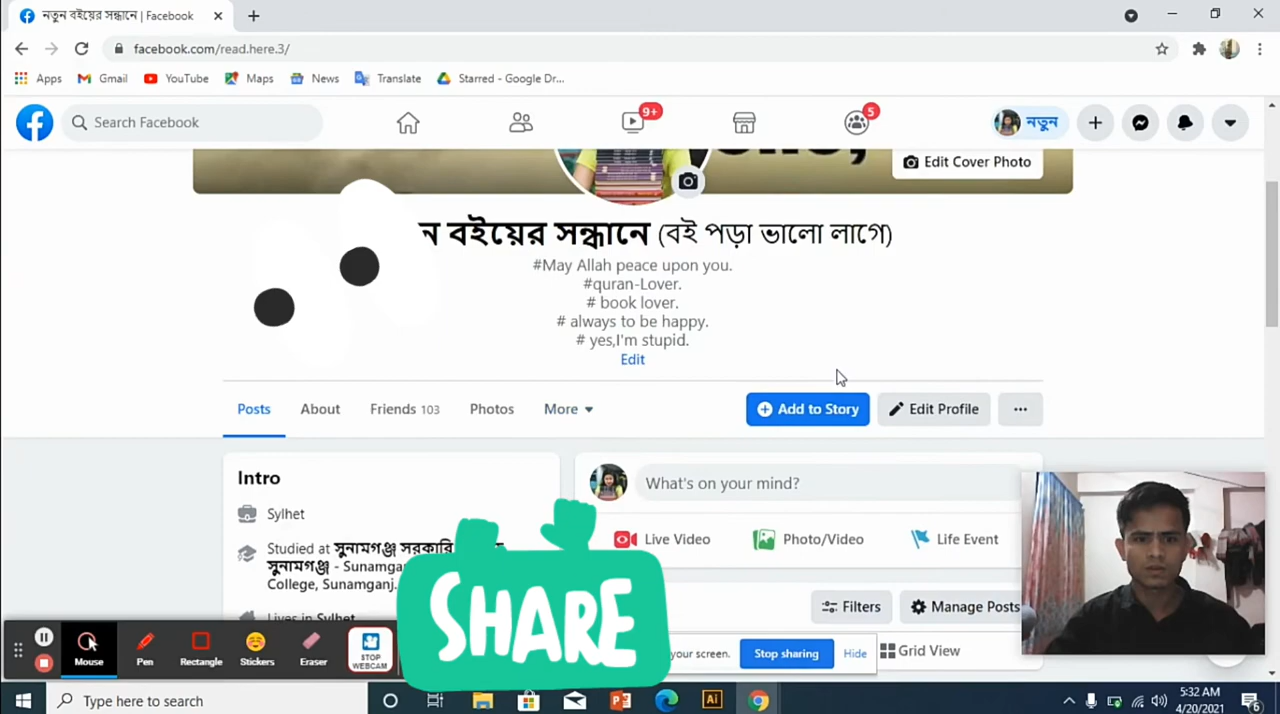 নতুন বইয়ের সন্ধানে | Facebook
facebook.com/read.here.3/
Apps Gmail YouTube Maps News Translate Starred - Google Dr...
Search Facebook
9+
5
নতুন
Edit Cover Photo
ন বইয়ের সন্ধানে (বই পড়া ভালো লাগে)
#May Allah peace upon you.
#quran-Lover.
# book lover.
# always to be happy.
# yes,I'm stupid.
Edit
Posts About Friends 103 Photos More
Add to Story Edit Profile
Intro
Sylhet
Studied at সুনামগঞ্জ সরকারি
সুনামগঞ্জ - Sunamga
College, Sunamganj.
Lives in Sylhet
What's on your mind?
Live Video Photo/Video Life Event
Filters Manage Posts
Grid View
SHARE
your screen. Stop sharing Hide
Mouse Pen Rectangle Stickers Eraser STOP WEBCAM
Type here to search
Ai
5:32 AM
4/20/2021
6